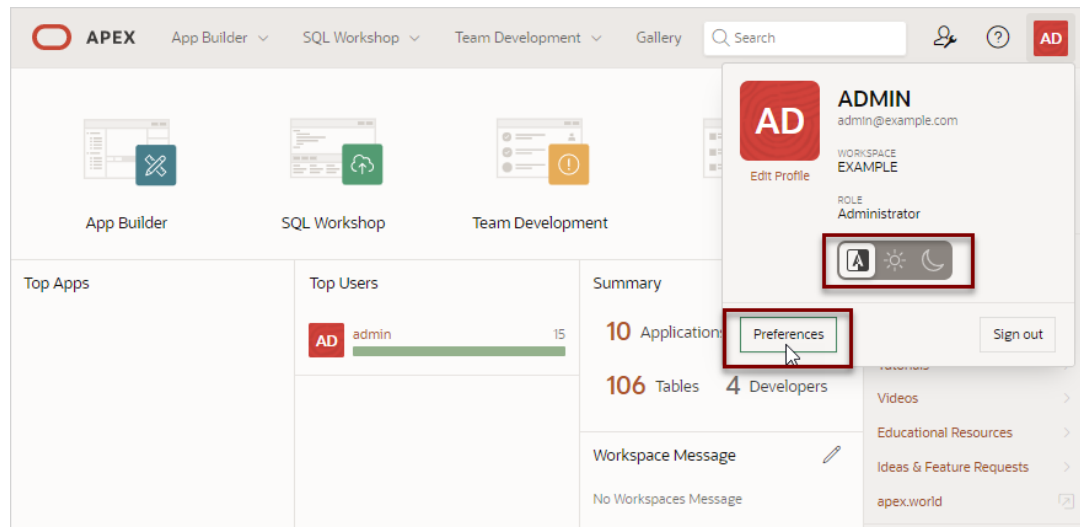 APEX App Builder SQL Workshop Team Development Gallery Search AD
AD
ADMIN
admin@example.com
WORKSPACE
EXAMPLE
Edit Profile
ROLE
Administrator
App Builder SQL Workshop Team Development
Top Apps
Top Users
AD admin 15
Summary
10 Applications
106 Tables 4 Developers
Preferences
Sign out
Workspace Message
No Workspaces Message
Videos
Educational Resources
Ideas & Feature Requests
apex.world